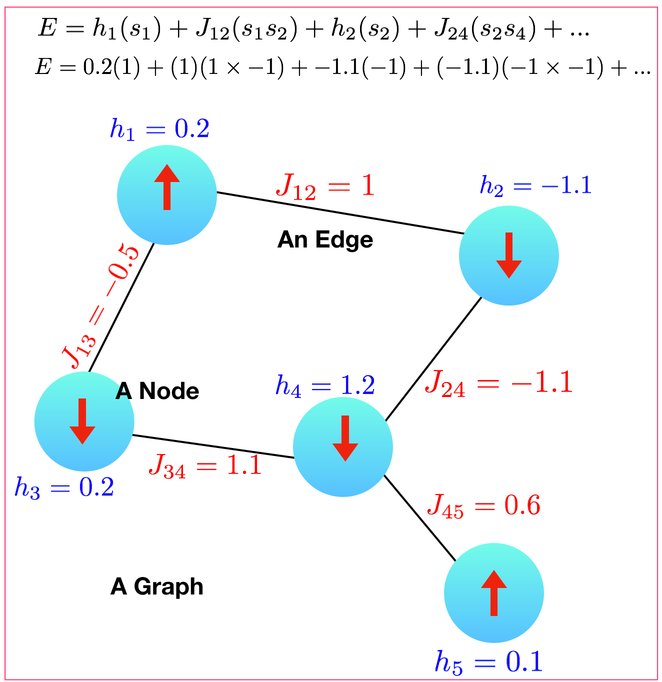 E = h₁(s₁) + J₁₂(s₁s₂) + h₂(s₂) + J₂₄(s₂s₄) + ...
E = 0.2(1) + (1)(1 × −1) + −1.1(−1) + (−1.1)(−1 × −1) + ...
h₁ = 0.2
J₁₂ = 1
h₂ = −1.1
An Edge
J₁₃ = −0.5
A Node
h₄ = 1.2
J₂₄ = −1.1
J₃₄ = 1.1
h₃ = 0.2
J₄₅ = 0.6
A Graph
h₅ = 0.1